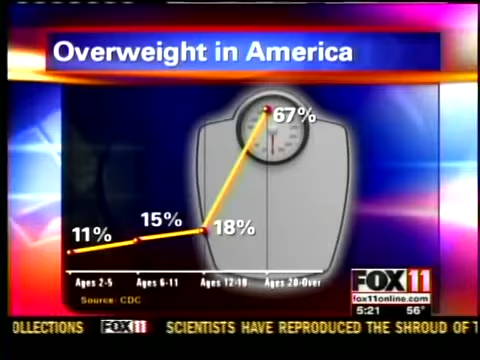 Overweight in America
67%
15%
11%
18%
Ages 2-5
Ages 6-11
Ages 12-19
Ages 20-Over
Source: CDC
FOX 11
fox11online.com
5:21 56°
OLLECTIONS FOX 11 SCIENTISTS HAVE REPRODUCED THE SHROUD OF T